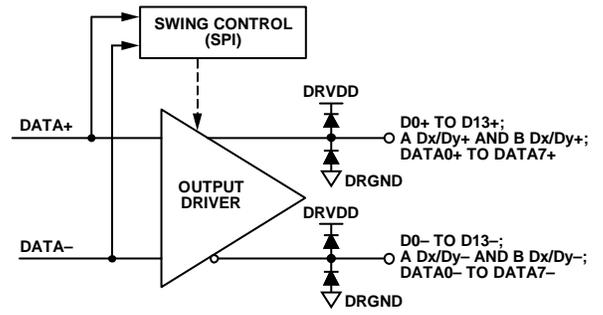 SWING CONTROL
(SPI)
DRVDD
DATA+
D0+ TO D13+;
A Dx/Dy+ AND B Dx/Dy+;
DATA0+ TO DATA7+
DRGND
OUTPUT
DRIVER
DRVDD
DATA–
D0– TO D13–;
A Dx/Dy– AND B Dx/Dy–;
DATA0– TO DATA7–
DRGND